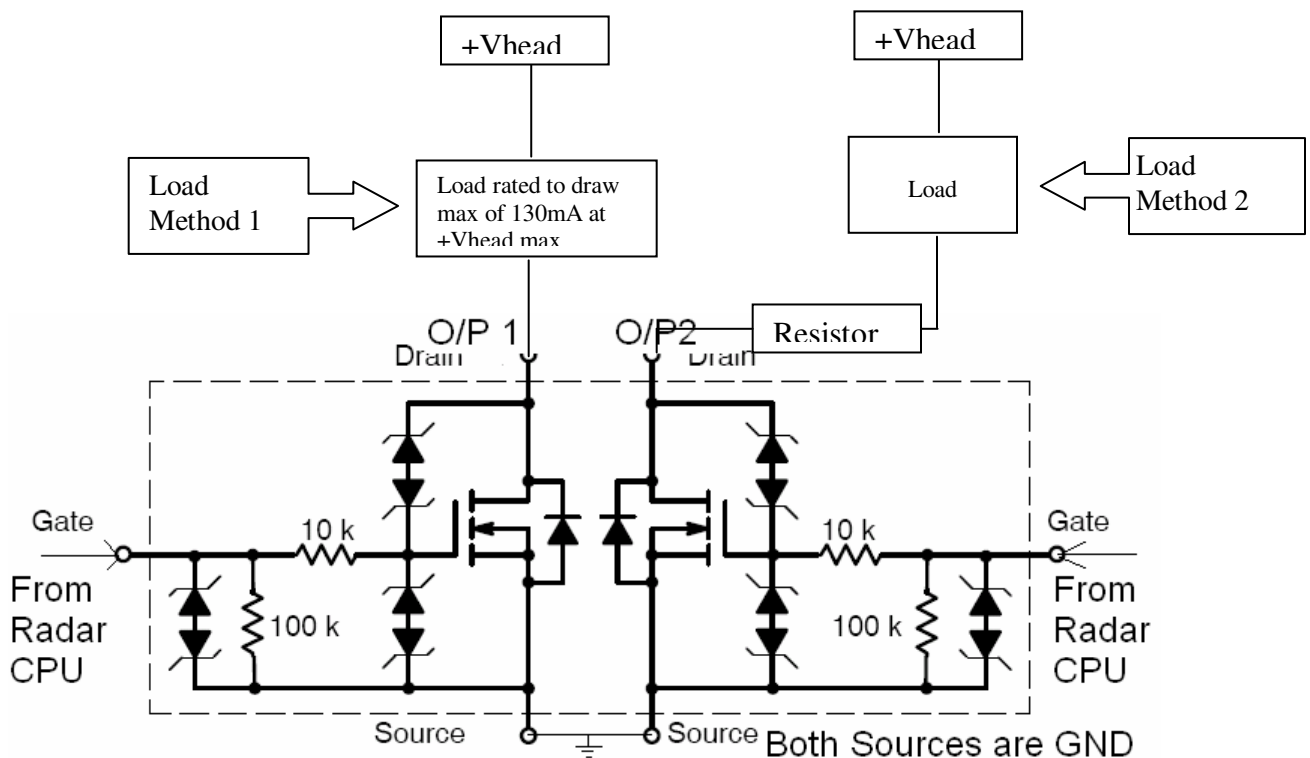 +Vhead
+Vhead
Load
Method 1
Load rated to draw
max of 130mA at
+Vhead max
Load
Load
Method 2
Resistor
O/P 1
O/P2
Drain
Drain
Gate
10 k
10 k
Gate
From
Radar
CPU
100 k
100 k
From
Radar
CPU
Source
Source
Both Sources are GND